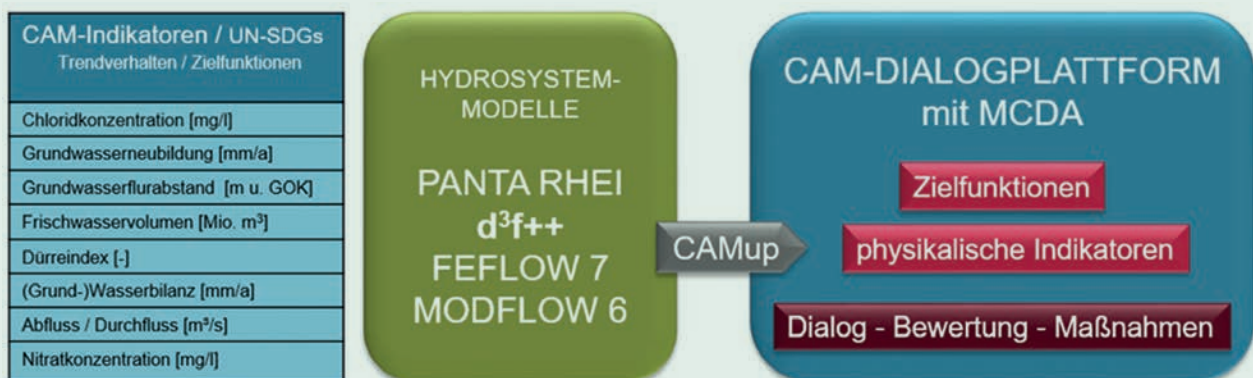 CAM-Indikatoren / UN-SDGs
Trendverhalten / Zielfunktionen
Chloridkonzentration [mg/l]
Grundwasserneubildung [mm/a]
Grundwasserflurabstand [m u. GOK]
Frischwasservolumen [Mio. m³]
Dürreindex [-]
(Grund-)Wasserbilanz [mm/a]
Abfluss / Durchfluss [m³/s]
Nitratkonzentration [mg/l]
HYDROSYSTEM-
MODELLE
PANTA RHEI
d³f++
FEFLOW 7
MODFLOW 6
CAMup
CAM-DIALOGPLATTFORM
mit MCDA
Zielfunktionen
physikalische Indikatoren
Dialog - Bewertung - Maßnahmen